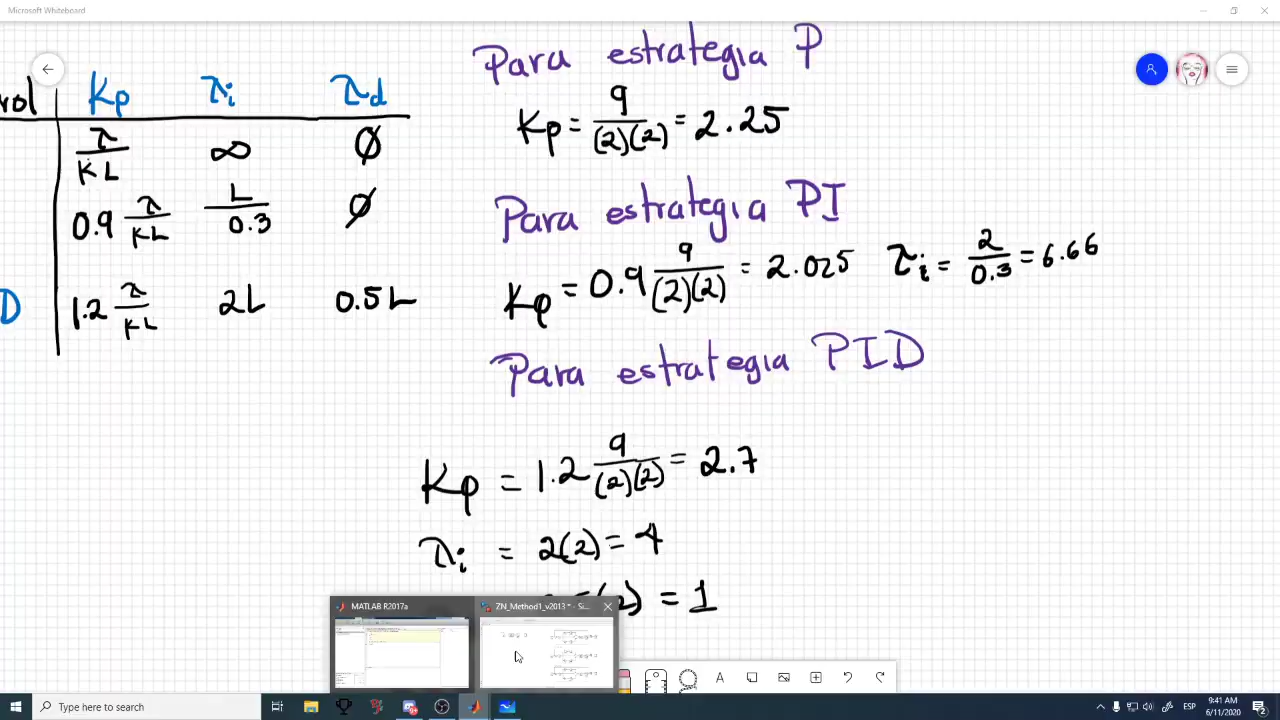 Microsoft Whiteboard
rol Kp τi τd
τ/KL ∞ ∅
0.9 τ/KL L/0.3 ∅
D 1.2 τ/KL 2L 0.5L
Para estrategia P
Kp = 9/(2)(2) = 2.25
Para estrategia PI
Kp = 0.9 9/(2)(2) = 2.025 τi = 2/0.3 = 6.66
Para estrategia PID
Kp = 1.2 9/(2)(2) = 2.7
τi = 2(2) = 4
= 1
MATLAB R2017a
ZN_Method1_v2013 * - Si...
A
Type here to search
ESP
9:41 AM
6/11/2020
2